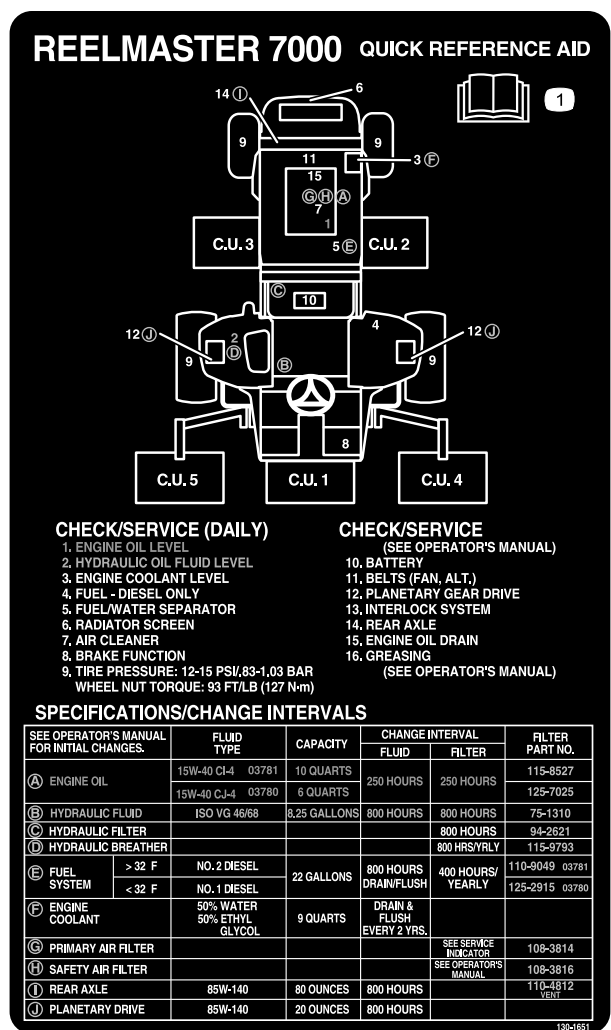 REELMASTER 7000 QUICK REFERENCE AID
1
6
14 I
9
9
11
3 F
15
G H A
7
1
C.U. 3
5 E
C.U. 2
C
10
12 J
2
D
4
12 J
9
B
9
8
C.U. 5
C.U. 1
C.U. 4
CHECK/SERVICE (DAILY)
1. ENGINE OIL LEVEL
2. HYDRAULIC OIL FLUID LEVEL
3. ENGINE COOLANT LEVEL
4. FUEL - DIESEL ONLY
5. FUEL/WATER SEPARATOR
6. RADIATOR SCREEN
7. AIR CLEANER
8. BRAKE FUNCTION
9. TIRE PRESSURE: 12-15 PSI/.83-1.03 BAR
WHEEL NUT TORQUE: 93 FT/LB (127 N·m)
CHECK/SERVICE
(SEE OPERATOR'S MANUAL)
10. BATTERY
11. BELTS (FAN, ALT.)
12. PLANETARY GEAR DRIVE
13. INTERLOCK SYSTEM
14. REAR AXLE
15. ENGINE OIL DRAIN
16. GREASING
(SEE OPERATOR'S MANUAL)
SPECIFICATIONS/CHANGE INTERVALS
SEE OPERATOR'S MANUAL FOR INITIAL CHANGES. FLUID TYPE CAPACITY CHANGE INTERVAL FLUID FILTER FILTER PART NO.
A ENGINE OIL 15W-40 CI-4 03781 10 QUARTS 250 HOURS 250 HOURS 115-8527
15W-40 CJ-4 03780 6 QUARTS 125-7025
B HYDRAULIC FLUID ISO VG 46/68 8.25 GALLONS 800 HOURS 800 HOURS 75-1310
C HYDRAULIC FILTER 800 HOURS 94-2621
D HYDRAULIC BREATHER 800 HRS/YRLY 115-9793
E FUEL SYSTEM > 32 F NO. 2 DIESEL 22 GALLONS 800 HOURS DRAIN/FLUSH 400 HOURS/ YEARLY 110-9049 03781
< 32 F NO. 1 DIESEL 125-2915 03780
F ENGINE COOLANT 50% WATER 50% ETHYL GLYCOL 9 QUARTS DRAIN & FLUSH EVERY 2 YRS.
G PRIMARY AIR FILTER SEE SERVICE INDICATOR 108-3814
H SAFETY AIR FILTER SEE OPERATOR'S MANUAL 108-3816
I REAR AXLE 85W-140 80 OUNCES 800 HOURS 110-4812 VENT
J PLANETARY DRIVE 85W-140 20 OUNCES 800 HOURS
130-1651